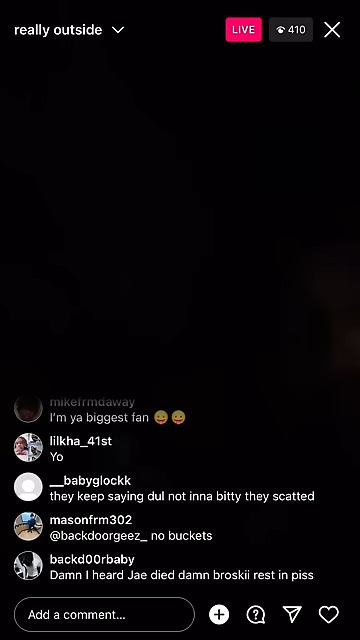 really outside
LIVE
410
mikefrmdaway
I'm ya biggest fan 😜😜
lilkha_41st
Yo
__babyglockk
they keep saying dul not inna bitty they scatted
masonfrm302
@backdoorgeez_ no buckets
backd00rbaby
Damn I heard Jae died damn broskii rest in piss
Add a comment...